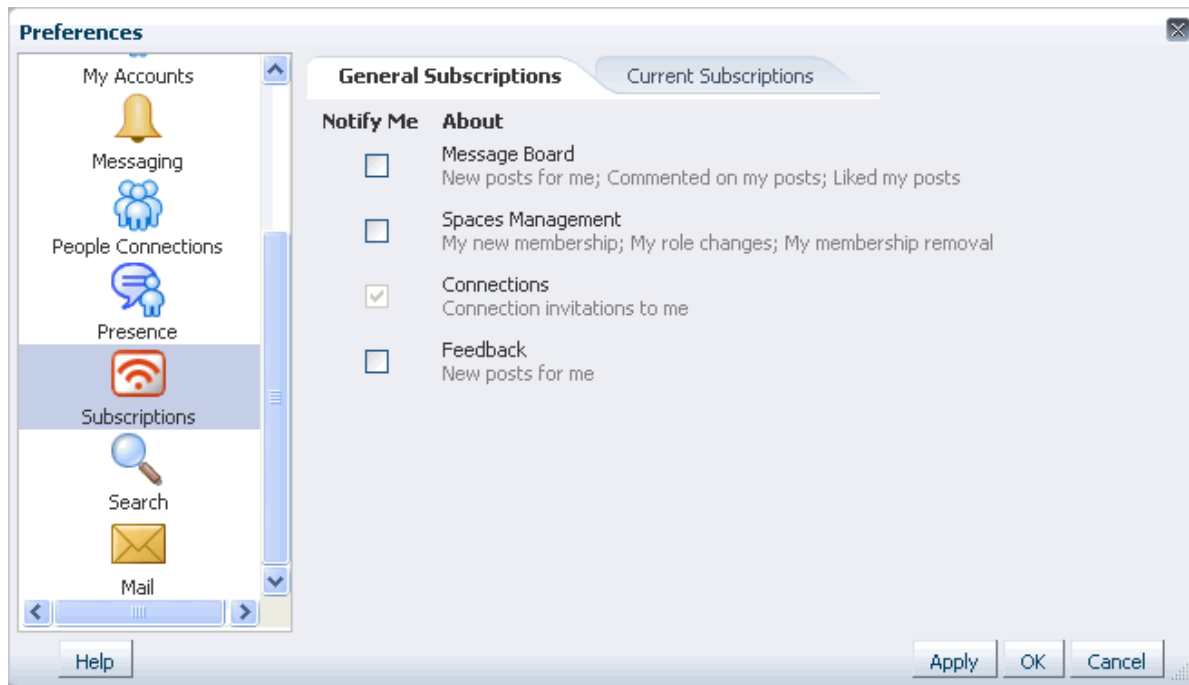 Preferences
My Accounts
Messaging
People Connections
Presence
Subscriptions
Search
Mail
General Subscriptions
Current Subscriptions
Notify Me About
Message Board
New posts for me; Commented on my posts; Liked my posts
Spaces Management
My new membership; My role changes; My membership removal
Connections
Connection invitations to me
Feedback
New posts for me
Help
Apply
OK
Cancel